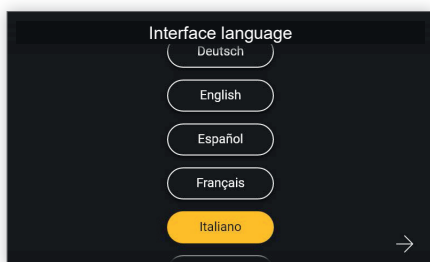 Interface language
Deutsch
English
Español
Français
Italiano